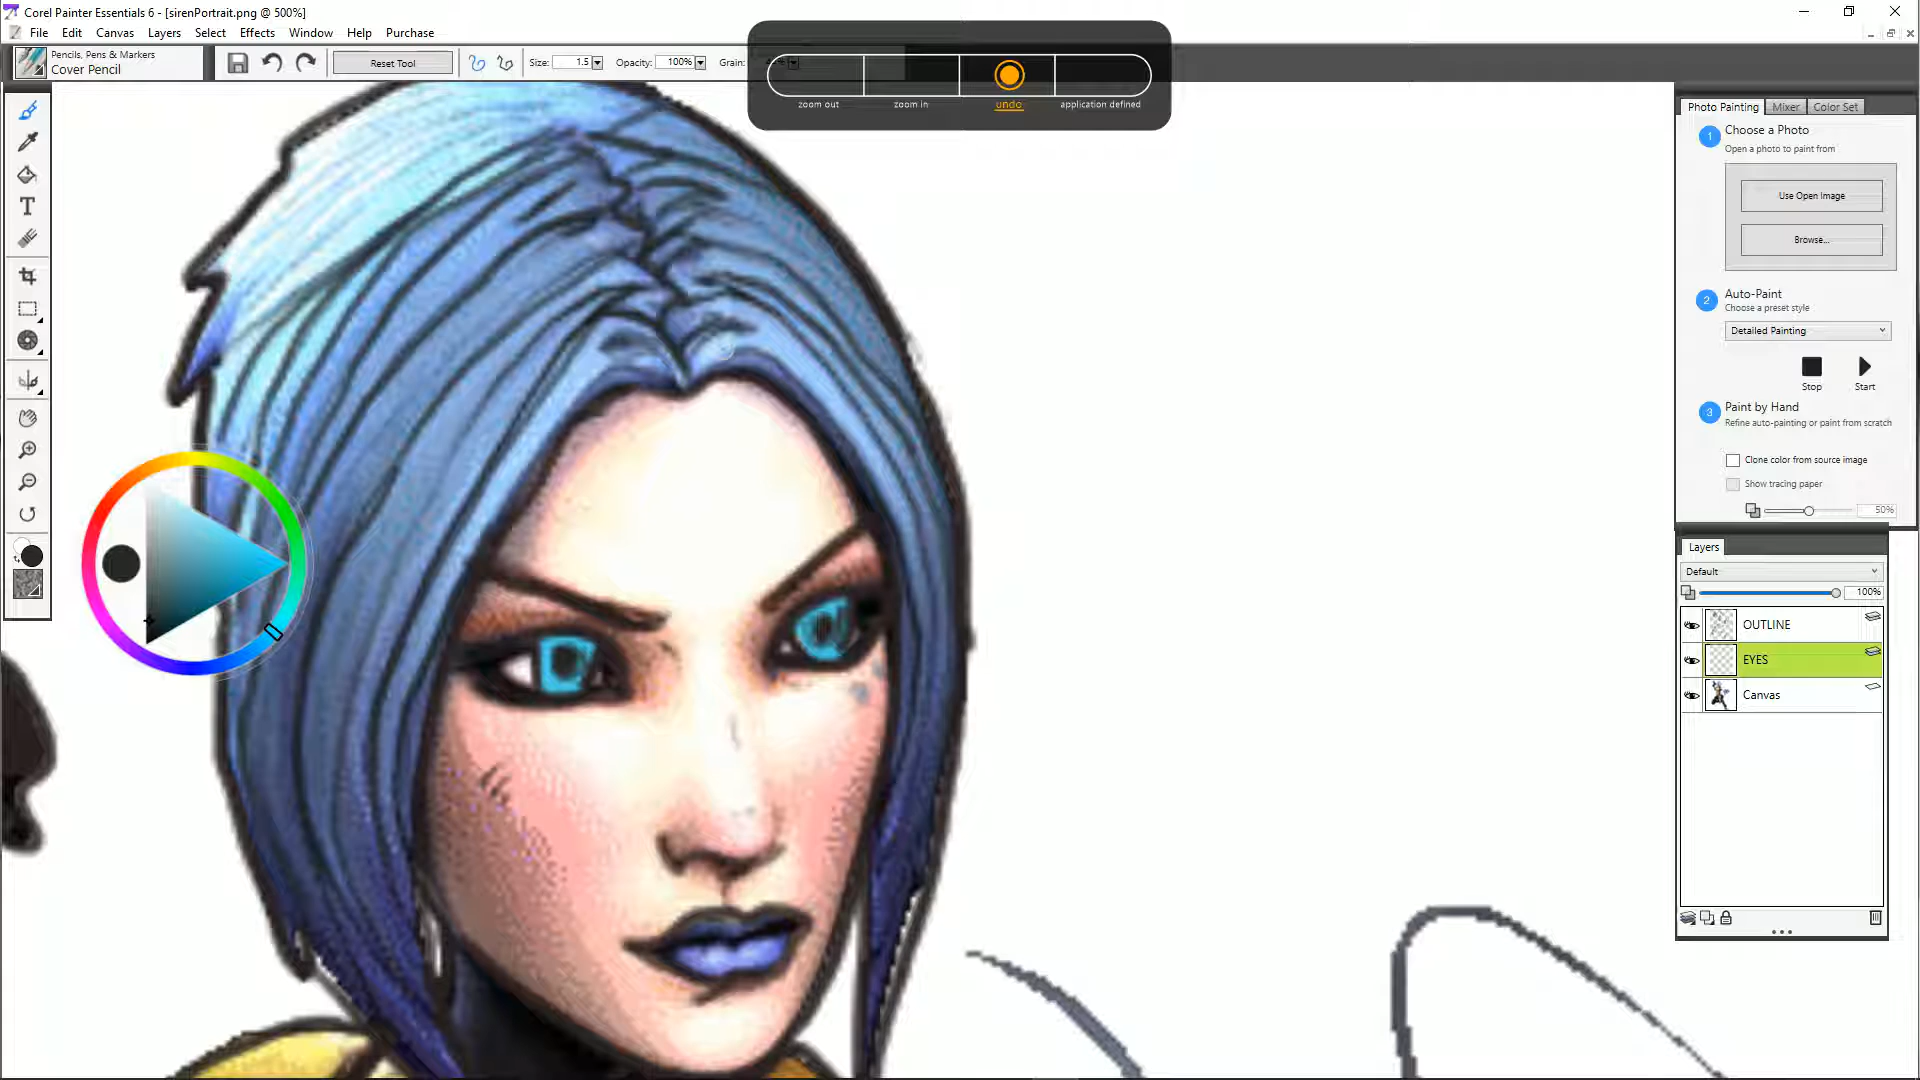 Corel Painter Essentials 6 - [sirenPortrait.png @ 500%]
File Edit Canvas Layers Select Effects Window Help Purchase
Pencils, Pens & Markers
Cover Pencil
Reset Tool
Size: 1.5
Opacity: 100%
Grain:
zoom out
zoom in
undo
application defined
T
Photo Painting Mixer Color Set
1 Choose a Photo
Open a photo to paint from
Use Open Image
Browse...
2 Auto-Paint
Choose a preset style
Detailed Painting
Stop Start
3 Paint by Hand
Refine auto-painting or paint from scratch
Clone color from source image
Show tracing paper
50%
Layers
Default
100%
OUTLINE
EYES
Canvas